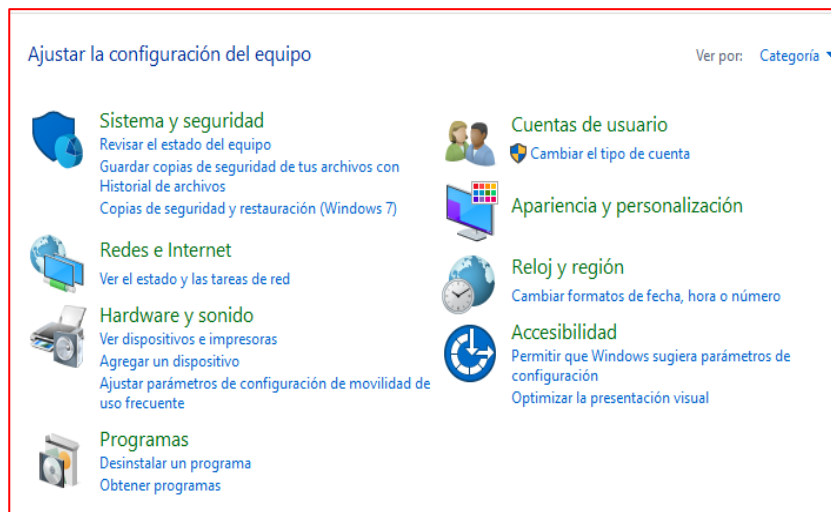 Ajustar la configuración del equipo
Ver por: Categoría
Sistema y seguridad
Revisar el estado del equipo
Guardar copias de seguridad de tus archivos con
Historial de archivos
Copias de seguridad y restauración (Windows 7)
Redes e Internet
Ver el estado y las tareas de red
Hardware y sonido
Ver dispositivos e impresoras
Agregar un dispositivo
Ajustar parámetros de configuración de movilidad de
uso frecuente
Programas
Desinstalar un programa
Obtener programas
Cuentas de usuario
Cambiar el tipo de cuenta
Apariencia y personalización
Reloj y región
Cambiar formatos de fecha, hora o número
Accesibilidad
Permitir que Windows sugiera parámetros de
configuración
Optimizar la presentación visual